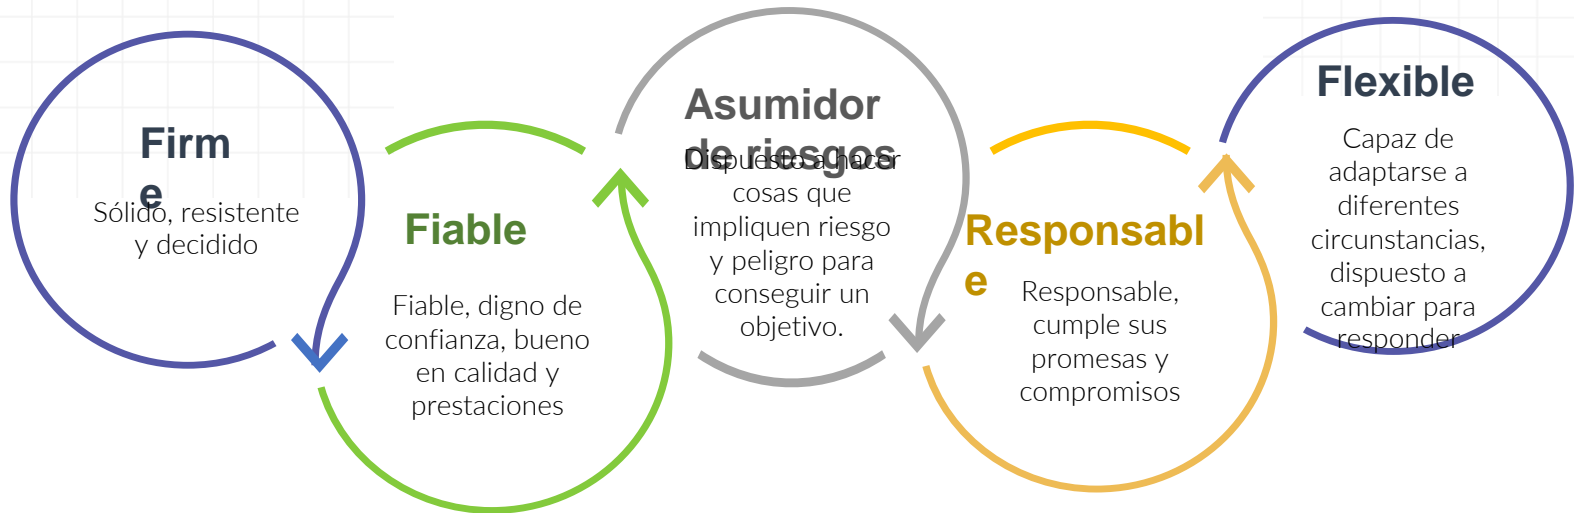 Firm
e
Sólido, resistente
y decidido
Fiable
Fiable, digno de
confianza, bueno
en calidad y
prestaciones
Asumidor
de riesgos
Dispuesto a hacer
cosas que
impliquen riesgo
y peligro para
conseguir un
objetivo.
Responsabl
e
Responsable,
cumple sus
promesas y
compromisos
Flexible
Capaz de
adaptarse a
diferentes
circunstancias,
dispuesto a
cambiar para
responder